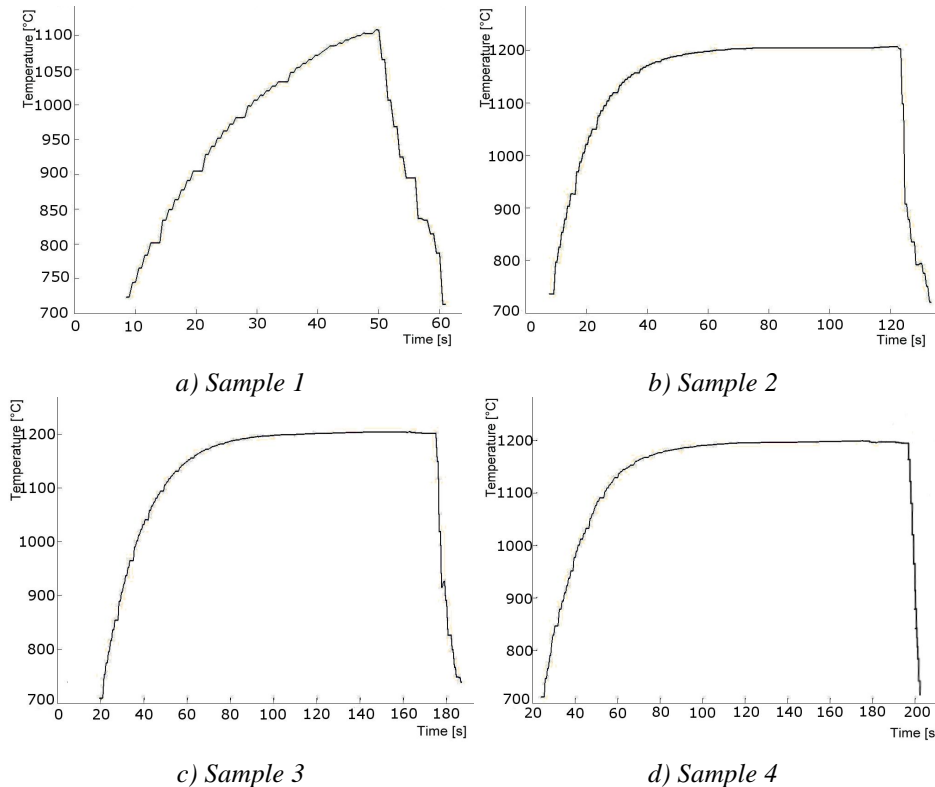 Temperature [°C]
1100
1050
1000
950
900
850
800
750
700
0 10 20 30 40 50 60
Time [s]
a) Sample 1
Temperature [°C]
1200
1100
1000
900
800
700
0 20 40 60 80 100 120
Time [s]
b) Sample 2
Temperature [°C]
1200
1100
1000
900
800
700
0 20 40 60 80 100 120 140 160 180
Time [s]
c) Sample 3
Temperature [°C]
1200
1100
1000
900
800
700
20 40 60 80 100 120 140 160 180 200
Time [s]
d) Sample 4